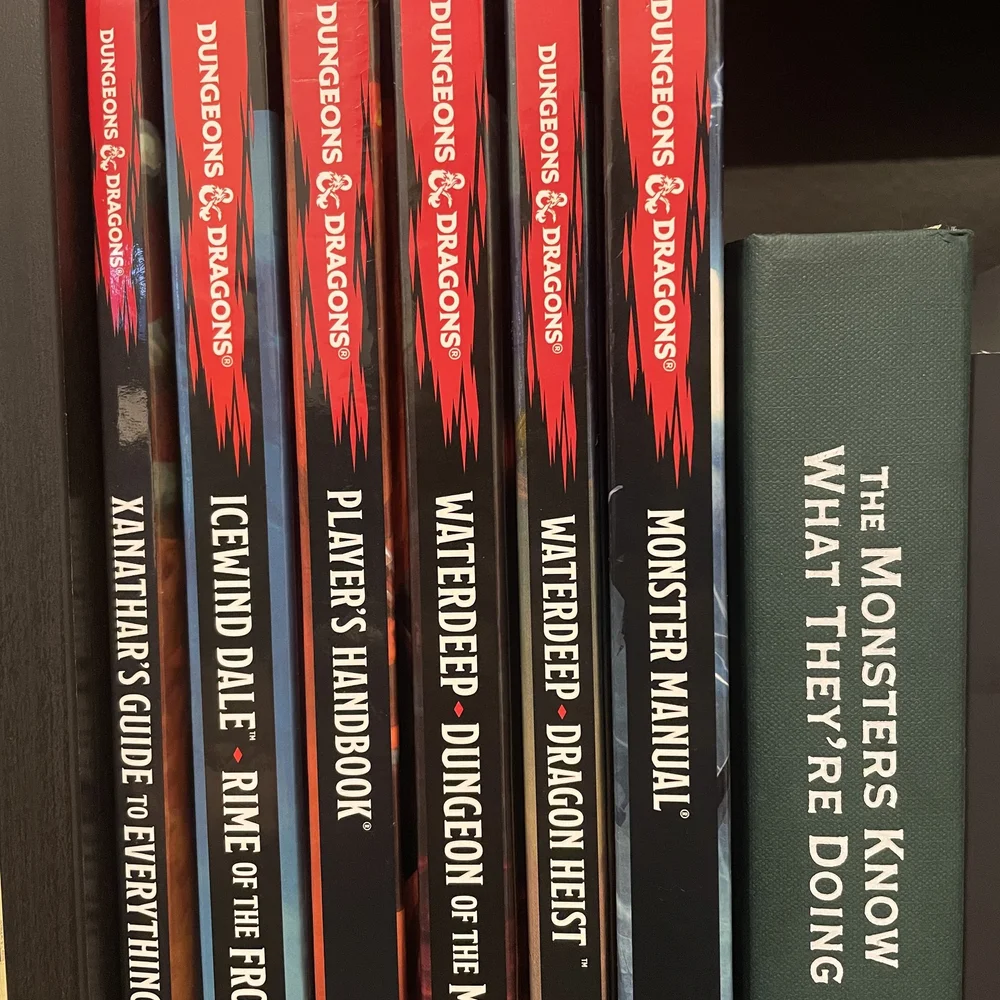 DUNGEONS & DRAGONS®
XANATHAR'S GUIDE TO EVERYTHING
DUNGEONS & DRAGONS®
ICEWIND DALE™ ♦ RIME OF THE FRO
DUNGEONS & DRAGONS®
PLAYER'S HANDBOOK®
DUNGEONS & DRAGONS®
WATERDEEP ♦ DUNGEON OF THE M
DUNGEONS & DRAGONS®
WATERDEEP ♦ DRAGON HEIST™
DUNGEONS & DRAGONS®
MONSTER MANUAL®
THE MONSTERS KNOW
WHAT THEY'RE DOING